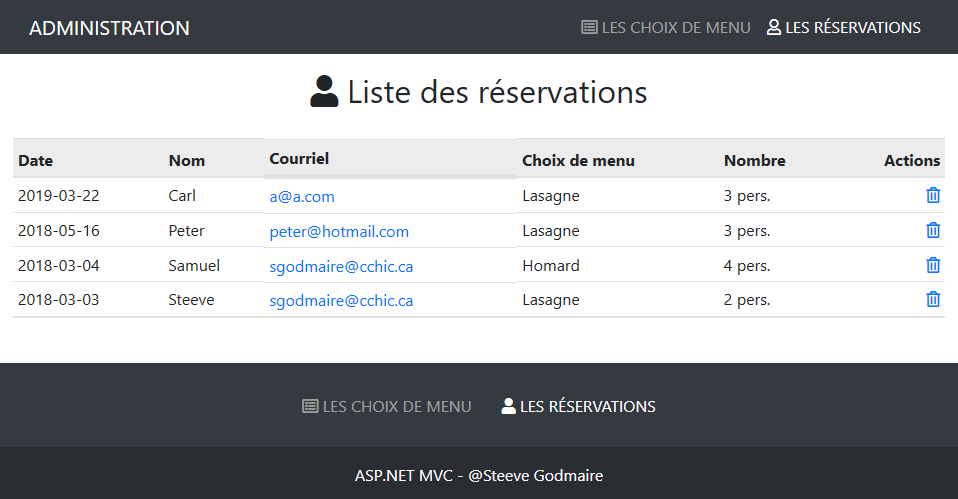 ADMINISTRATION LES CHOIX DE MENU LES RÉSERVATIONS
Liste des réservations
Date Nom Courriel Choix de menu Nombre Actions
2019-03-22 Carl a@a.com Lasagne 3 pers.
2018-05-16 Peter peter@hotmail.com Lasagne 3 pers.
2018-03-04 Samuel sgodmaire@cchic.ca Homard 4 pers.
2018-03-03 Steeve sgodmaire@cchic.ca Lasagne 2 pers.
LES CHOIX DE MENU LES RÉSERVATIONS
ASP.NET MVC - @Steeve Godmaire